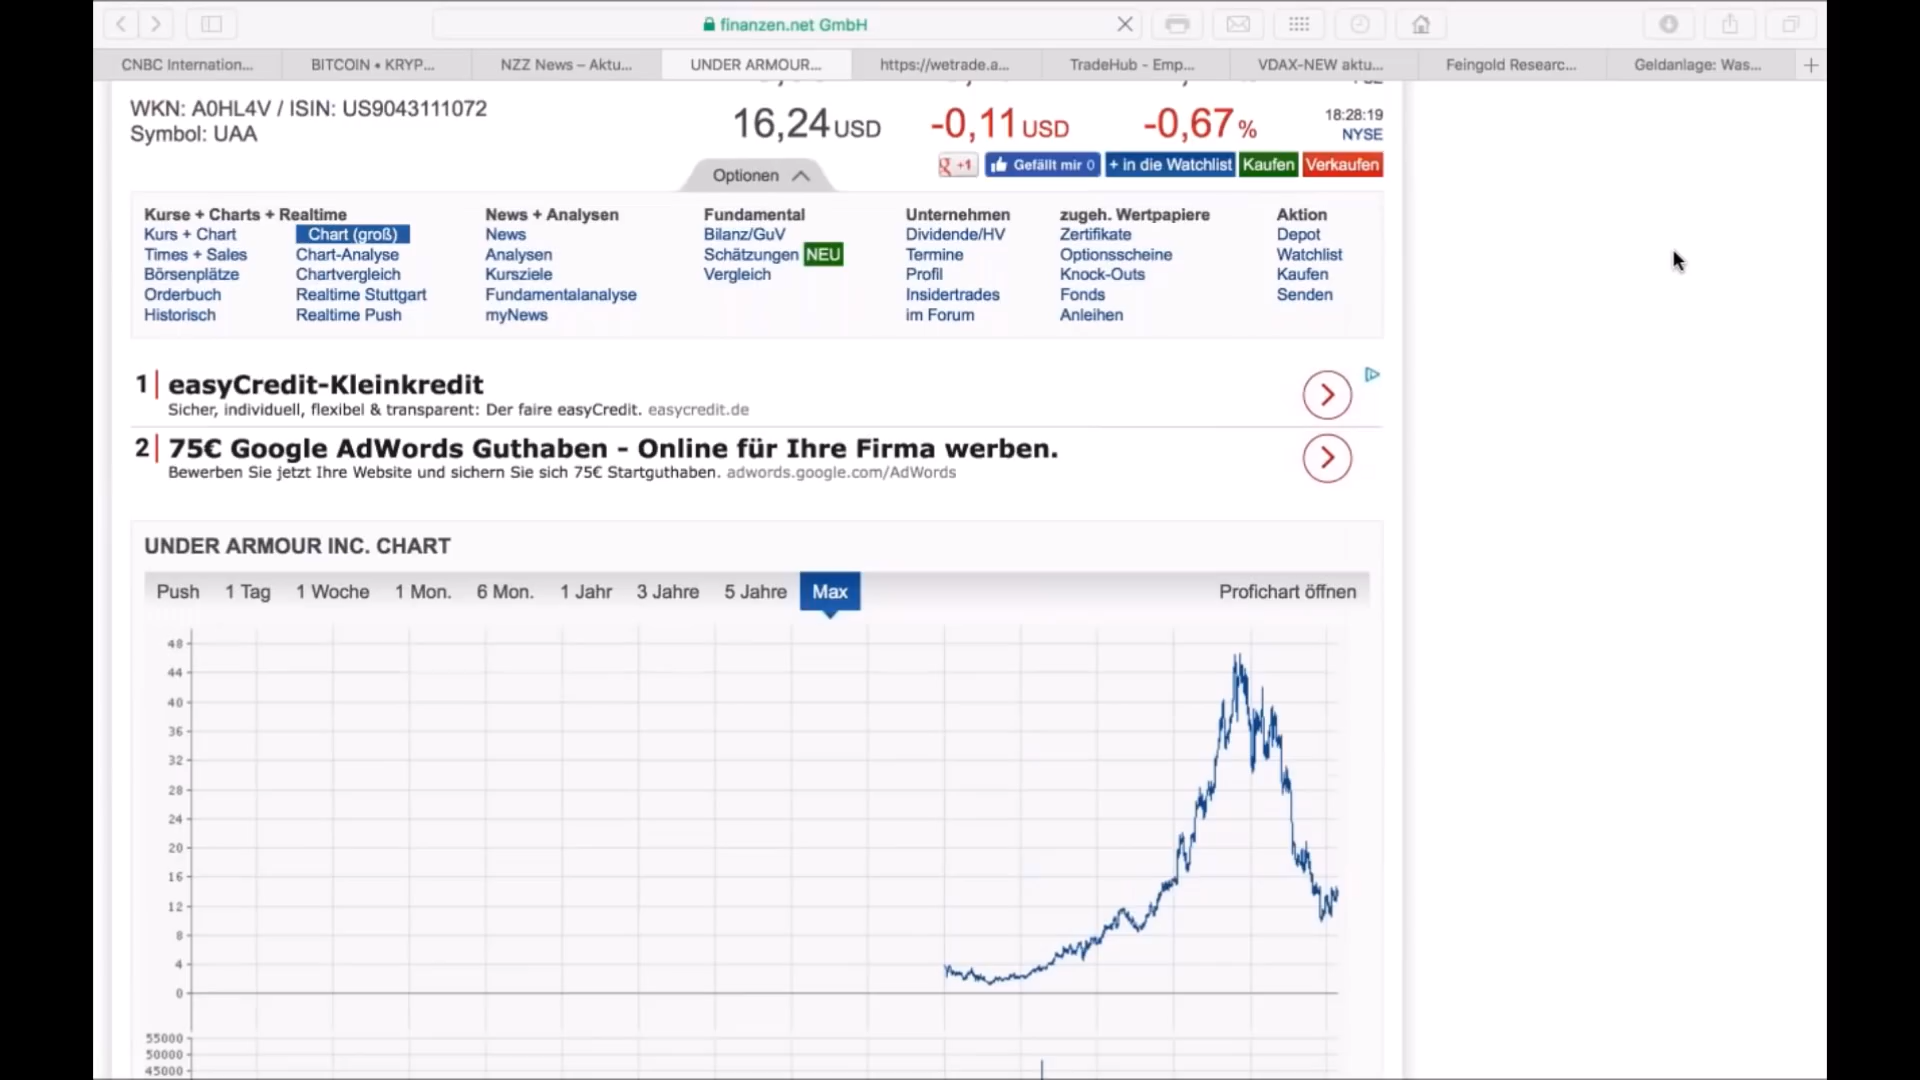 finanzen.net GmbH
CNBC Internation...
BITCOIN • KRYP...
NZZ News – Aktu...
UNDER ARMOUR...
https://wetrade.a...
TradeHub - Emp...
VDAX-NEW aktu...
Feingold Researc...
Geldanlage: Was...
WKN: A0HL4V / ISIN: US9043111072
Symbol: UAA
16,24 USD
-0,11 USD
-0,67 %
18:28:19
NYSE
Optionen
g +1
Gefällt mir 0
+ in die Watchlist
Kaufen
Verkaufen
Kurse + Charts + Realtime
Kurs + Chart
Times + Sales
Börsenplätze
Orderbuch
Historisch
Chart (groß)
Chart-Analyse
Chartvergleich
Realtime Stuttgart
Realtime Push
News + Analysen
News
Analysen
Kursziele
Fundamentalanalyse
myNews
Fundamental
Bilanz/GuV
Schätzungen NEU
Vergleich
Unternehmen
Dividende/HV
Termine
Profil
Insidertrades
im Forum
zugeh. Wertpapiere
Zertifikate
Optionsscheine
Knock-Outs
Fonds
Anleihen
Aktion
Depot
Watchlist
Kaufen
Senden
1 easyCredit-Kleinkredit
Sicher, individuell, flexibel & transparent: Der faire easyCredit. easycredit.de
2 75€ Google AdWords Guthaben - Online für Ihre Firma werben.
Bewerben Sie jetzt Ihre Website und sichern Sie sich 75€ Startguthaben. adwords.google.com/AdWords
UNDER ARMOUR INC. CHART
Push 1 Tag 1 Woche 1 Mon. 6 Mon. 1 Jahr 3 Jahre 5 Jahre Max Profichart öffnen
48
44
40
36
32
28
24
20
16
12
8
4
0
55000
50000
45000